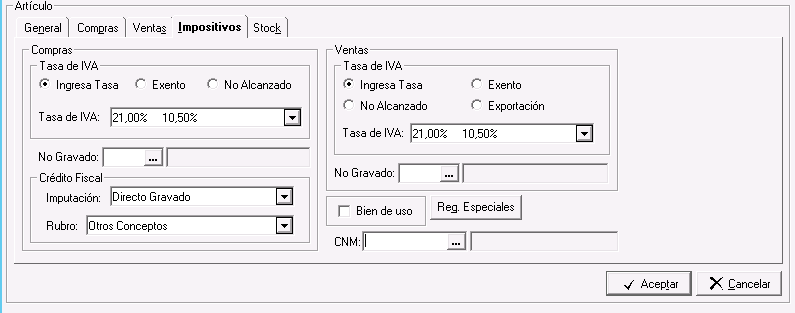 Artículo
General Compras Ventas Impositivos Stock
Compras
Tasa de IVA
Ingresa Tasa Exento No Alcanzado
Tasa de IVA: 21,00% 10,50%
No Gravado: ...
Crédito Fiscal
Imputación: Directo Gravado
Rubro: Otros Conceptos
Ventas
Tasa de IVA
Ingresa Tasa Exento
No Alcanzado Exportación
Tasa de IVA: 21,00% 10,50%
No Gravado: ...
Bien de uso Reg. Especiales
CNM: ...
Aceptar Cancelar